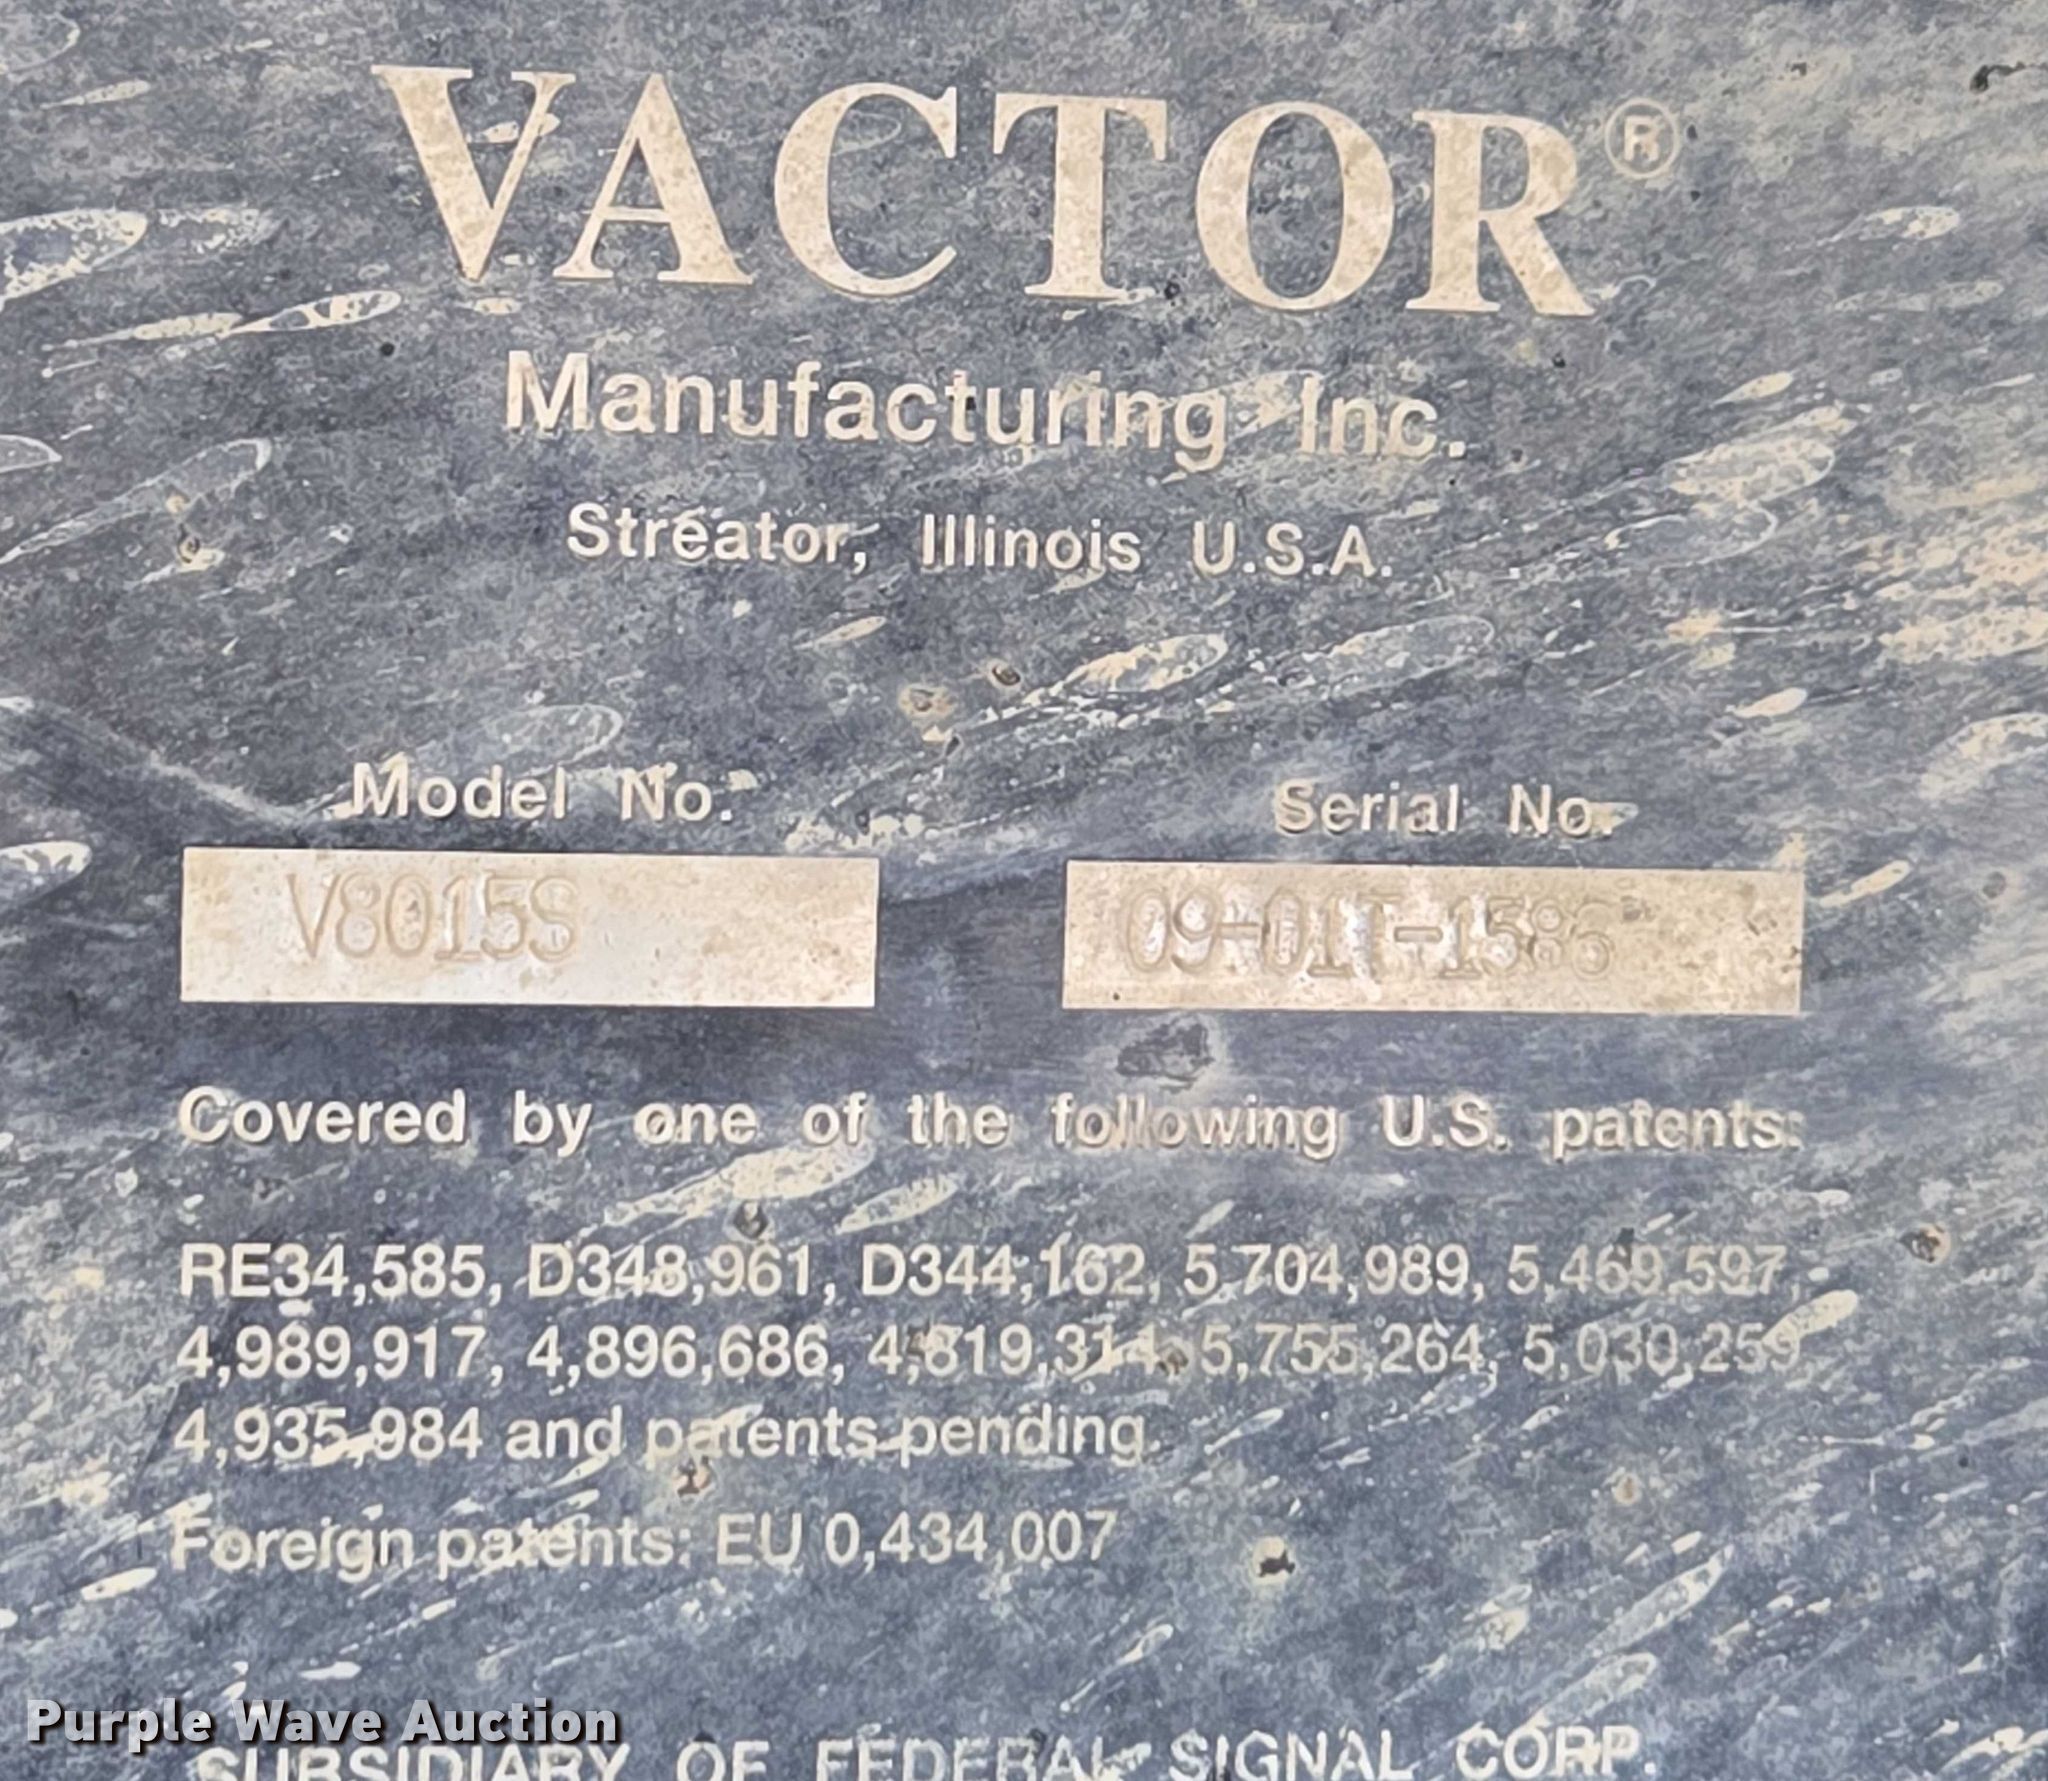 VACTOR®
Manufacturing Inc.
Streator, Illinois U.S.A.
Model No. Serial No.
V8015S 09-01T-1586
Covered by one of the following U.S. patents:
RE34,585, D348,961, D344,162, 5,704,989, 5,469,597,
4,989,917, 4,896,686, 4,819,314, 5,755,264, 5,030,259,
4,935,984 and patents pending.
Foreign patents: EU 0,434,007
Purple Wave Auction
SUBSIDIARY OF FEDERAL SIGNAL CORP.